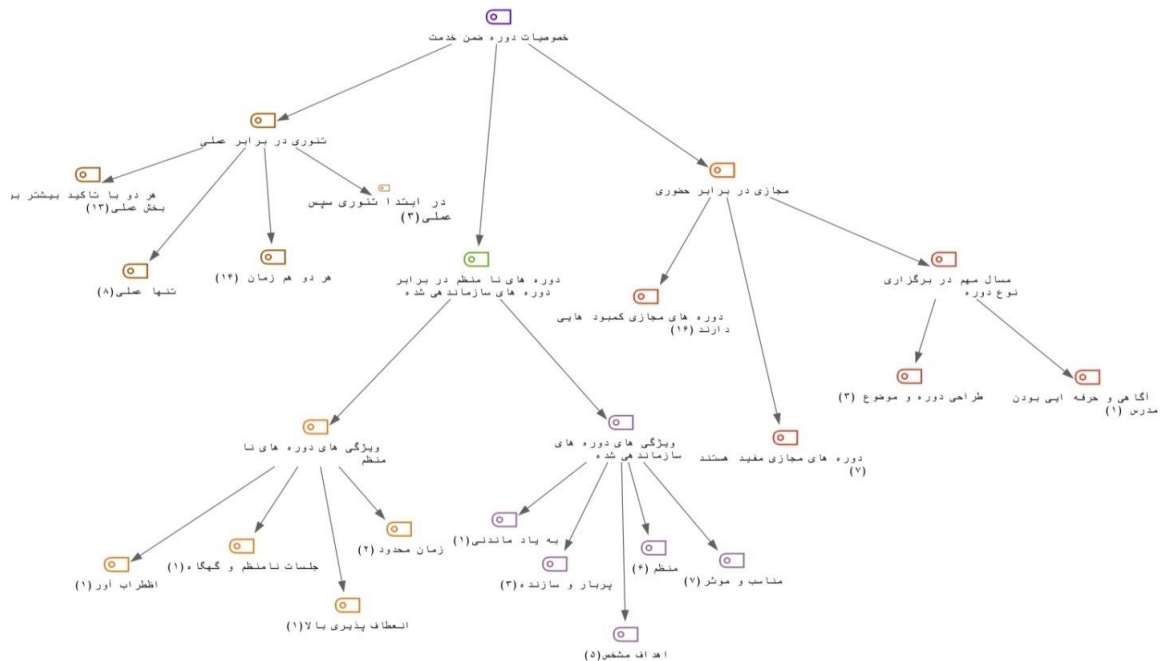 خصوصیات دوره ضمن خدمت
تئوری در برابر عملی
هر دو با تاکید بیشتر بر
بخش عملی(۱۳)
در ابتدا تئوری سپس
عملی(۳)
تنها عملی(۸)
هر دو هم زمان (۱۴)
مجازی در برابر حضوری
دوره های نا منظم در برابر
دوره های سازماندهی شده
مسال مهم در برگزاری
نوع دوره
دوره های مجازی کمبود هایی
دارند(۱۶)
طراحی دوره و موضوع (۳)
آگاهی و حرفه ایی بودن
مدرس (۱)
ویژگی های دوره های نا
منظم
ویژگی های دوره های
سازماندهی شده
دوره های مجازی مفید هستند
(۷)
اظطراب آور(۱)
جلسات نامنظم و گهگاه(۱)
زمان محدود(۲)
انعطاف پذیری بالا(۱)
به یاد ماندنی(۱)
پربار و سازنده(۳)
منظم (۶)
مناسب و موثر(۷)
اهداف مشخص(۵)